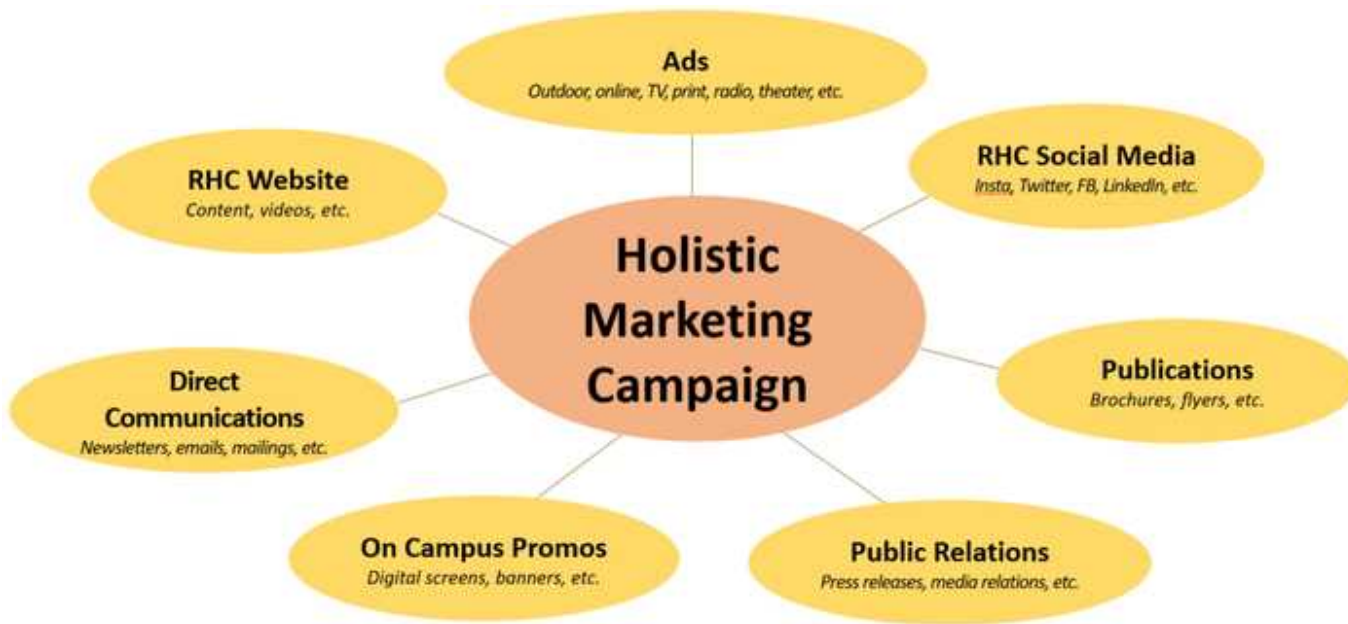 Ads
Outdoor, online, TV, print, radio, theater, etc.
RHC Social Media
Insta, Twitter, FB, LinkedIn, etc.
RHC Website
Content, videos, etc.
Holistic
Marketing
Campaign
Publications
Brochures, flyers, etc.
Direct
Communications
Newsletters, emails, mailings, etc.
On Campus Promos
Digital screens, banners, etc.
Public Relations
Press releases, media relations, etc.